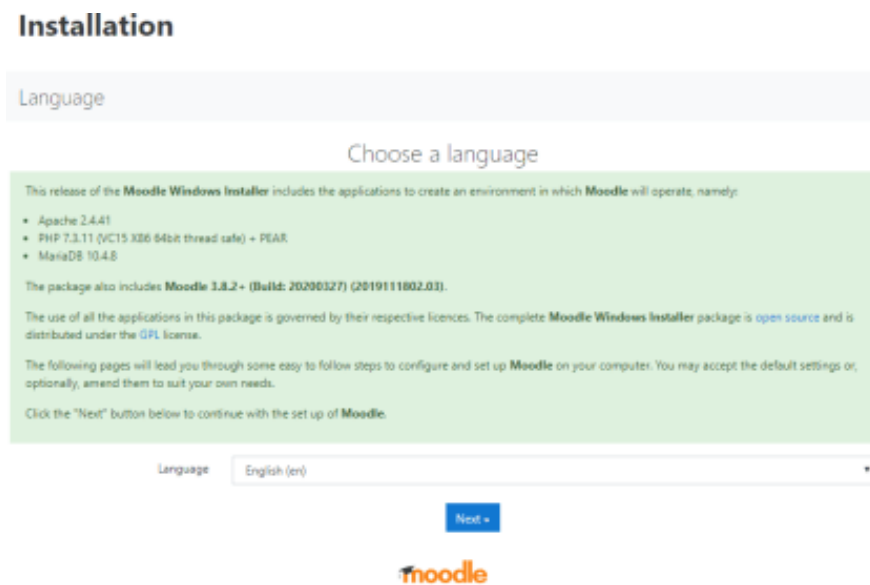 Installation
Language
Choose a language
This release of the Moodle Windows Installer includes the applications to create an environment in which Moodle will operate, namely:
• Apache 2.4.41
• PHP 7.3.11 (VC15 X86 64bit thread safe) + PEAR
• MariaDB 10.4.8
The package also includes Moodle 3.8.2+ (Build: 20200327) (2019111802.03).
The use of all the applications in this package is governed by their respective licences. The complete Moodle Windows Installer package is open source and is
distributed under the GPL license.
The following pages will lead you through some easy to follow steps to configure and set up Moodle on your computer. You may accept the default settings or,
optionally, amend them to suit your own needs.
Click the "Next" button below to continue with the set up of Moodle.
Language English (en)
Next »
moodle